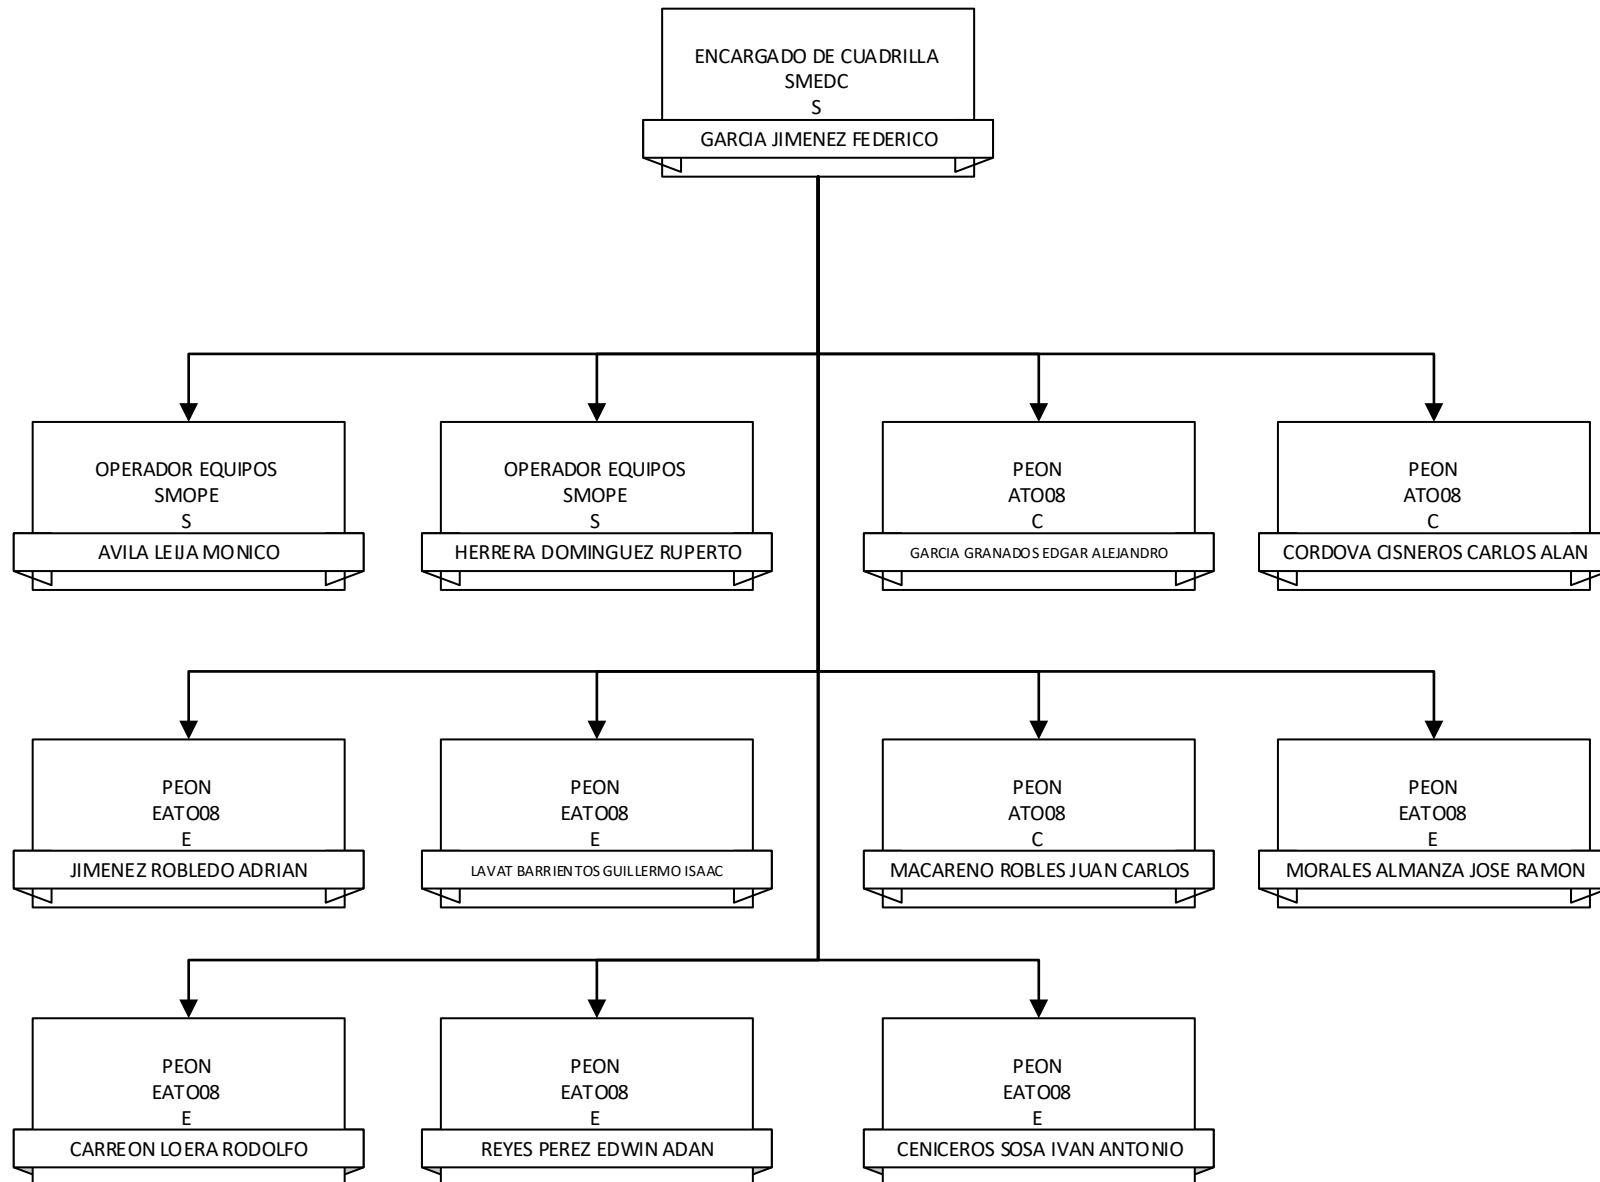 ENCARGADO DE CUADRILLA
SMEDC
S
GARCIA JIMENEZ FEDERICO
OPERADOR EQUIPOS
SMOPE
S
AVILA LEIJA MONICO
OPERADOR EQUIPOS
SMOPE
S
HERRERA DOMINGUEZ RUPERTO
PEON
ATO08
C
GARCIA GRANADOS EDGAR ALEJANDRO
PEON
ATO08
C
CORDOVA CISNEROS CARLOS ALAN
PEON
EATO08
E
JIMENEZ ROBLEDO ADRIAN
PEON
EATO08
E
LAVAT BARRIENTOS GUILLERMO ISAAC
PEON
ATO08
C
MACARENO ROBLES JUAN CARLOS
PEON
EATO08
E
MORALES ALMANZA JOSE RAMON
PEON
EATO08
E
CARREON LOERA RODOLFO
PEON
EATO08
E
REYES PEREZ EDWIN ADAN
PEON
EATO08
E
CENICEROS SOSA IVAN ANTONIO